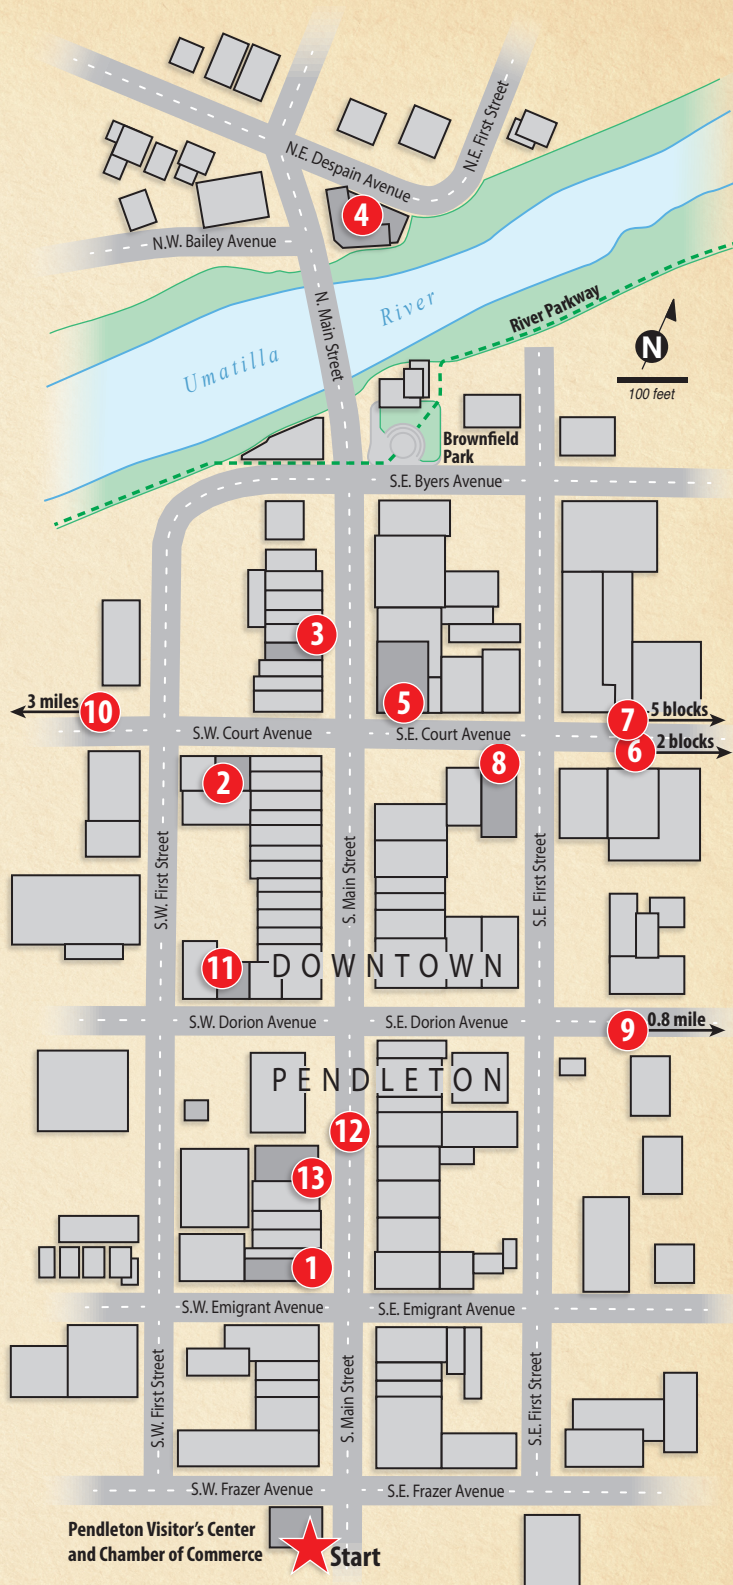 N.E. First Street
N.E. Despain Avenue
4
N.W. Bailey Avenue
N. Main Street
Umatilla River
River Parkway
N
100 feet
Brownfield
Park
S.E. Byers Avenue
3
3 miles
10
5
7
5 blocks
S.W. Court Avenue
S.E. Court Avenue
6
2 blocks
8
2
S.W. First Street
S. Main Street
S.E. First Street
11
DOWNTOWN
S.W. Dorion Avenue
S.E. Dorion Avenue
9
0.8 mile
PENDLETON
12
13
1
S.W. Emigrant Avenue
S.E. Emigrant Avenue
S.W. First Street
S. Main Street
S.E. First Street
S.W. Frazer Avenue
S.E. Frazer Avenue
Pendleton Visitor's Center
and Chamber of Commerce
Start